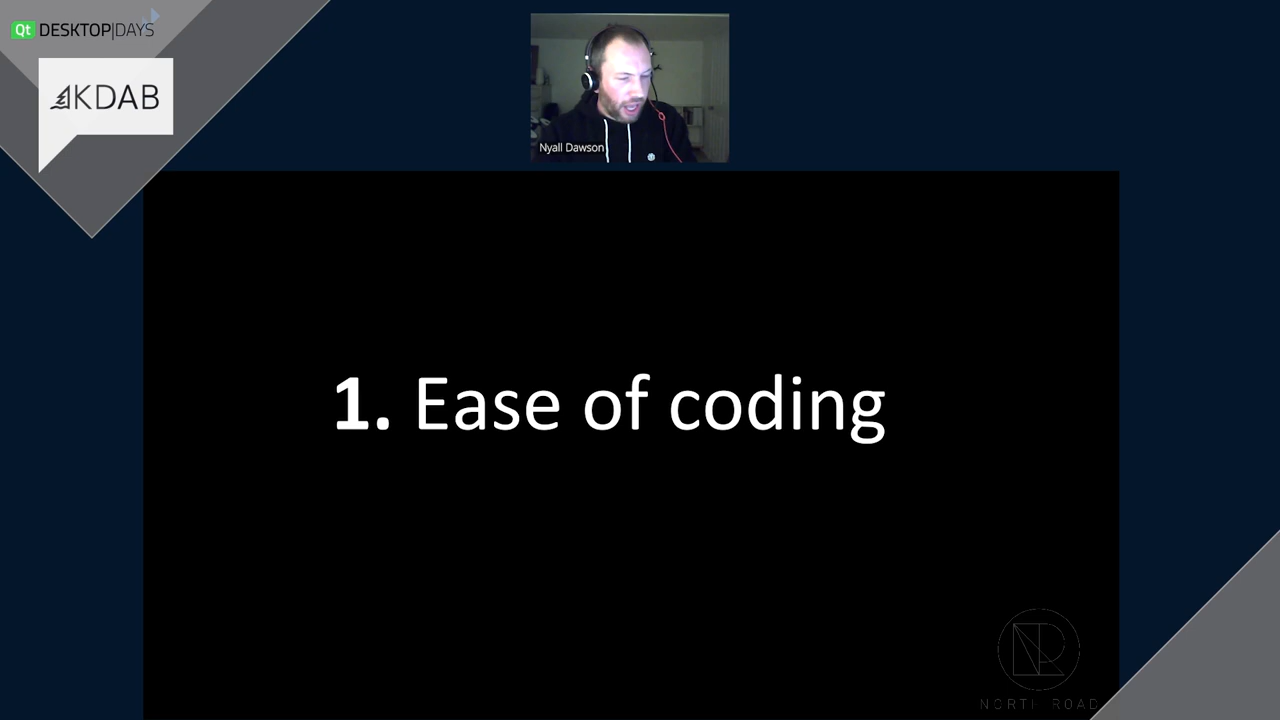 Qt DESKTOP|DAYS
KDAB
Nyall Dawson
1. Ease of coding
NORTH ROAD